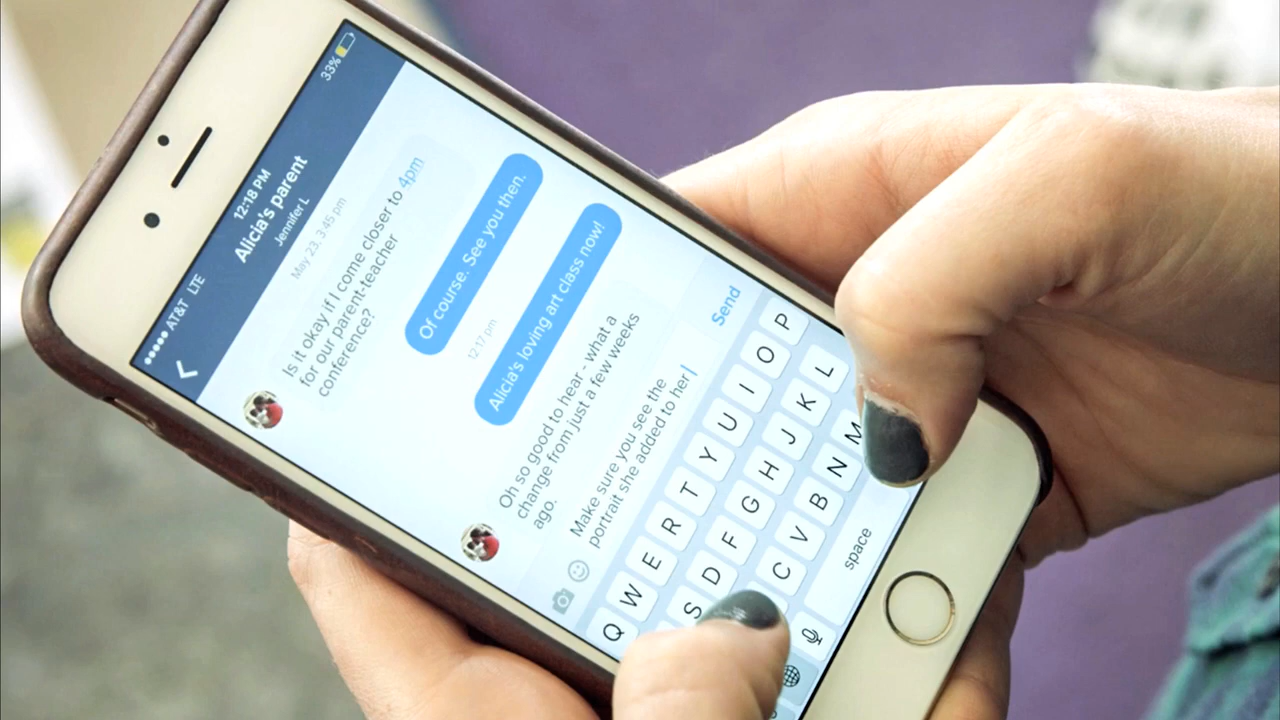 AT&T LTE 12:18 PM 33%
Alicia's parent
Jennifer L
May 23, 3:45 pm
Is it okay if I come closer to 4pm
for our parent-teacher
conference?
Of course. See you then.
12:17 pm
Alicia's loving art class now!
Oh so good to hear - what a
change from just a few weeks
ago.
Make sure you see the
portrait she added to her
Send
Q W E R T Y U I O P
S D F G H J K L
C V B N M
space